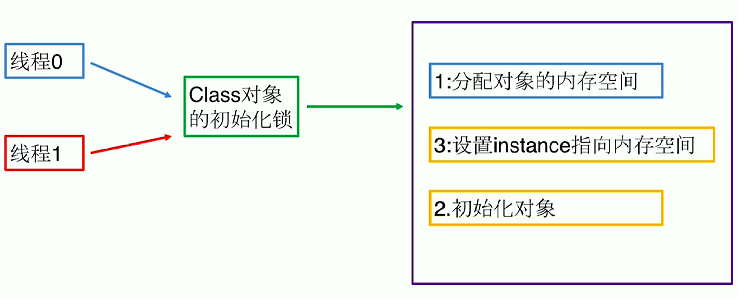 线程0
线程1
Class对象
的初始化锁
1:分配对象的内存空间
3:设置instance指向内存空间
2.初始化对象